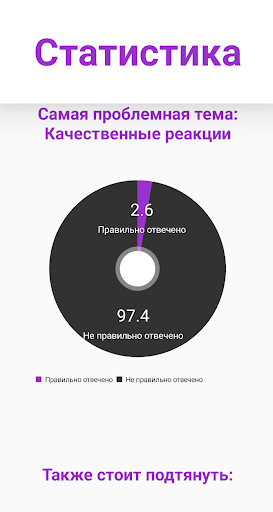 Статистика
Самая проблемная тема:
Качественные реакции
2.6
Правильно отвечено
97.4
Не правильно отвечено
Правильно отвечено Не правильно отвечено
Также стоит подтянуть: